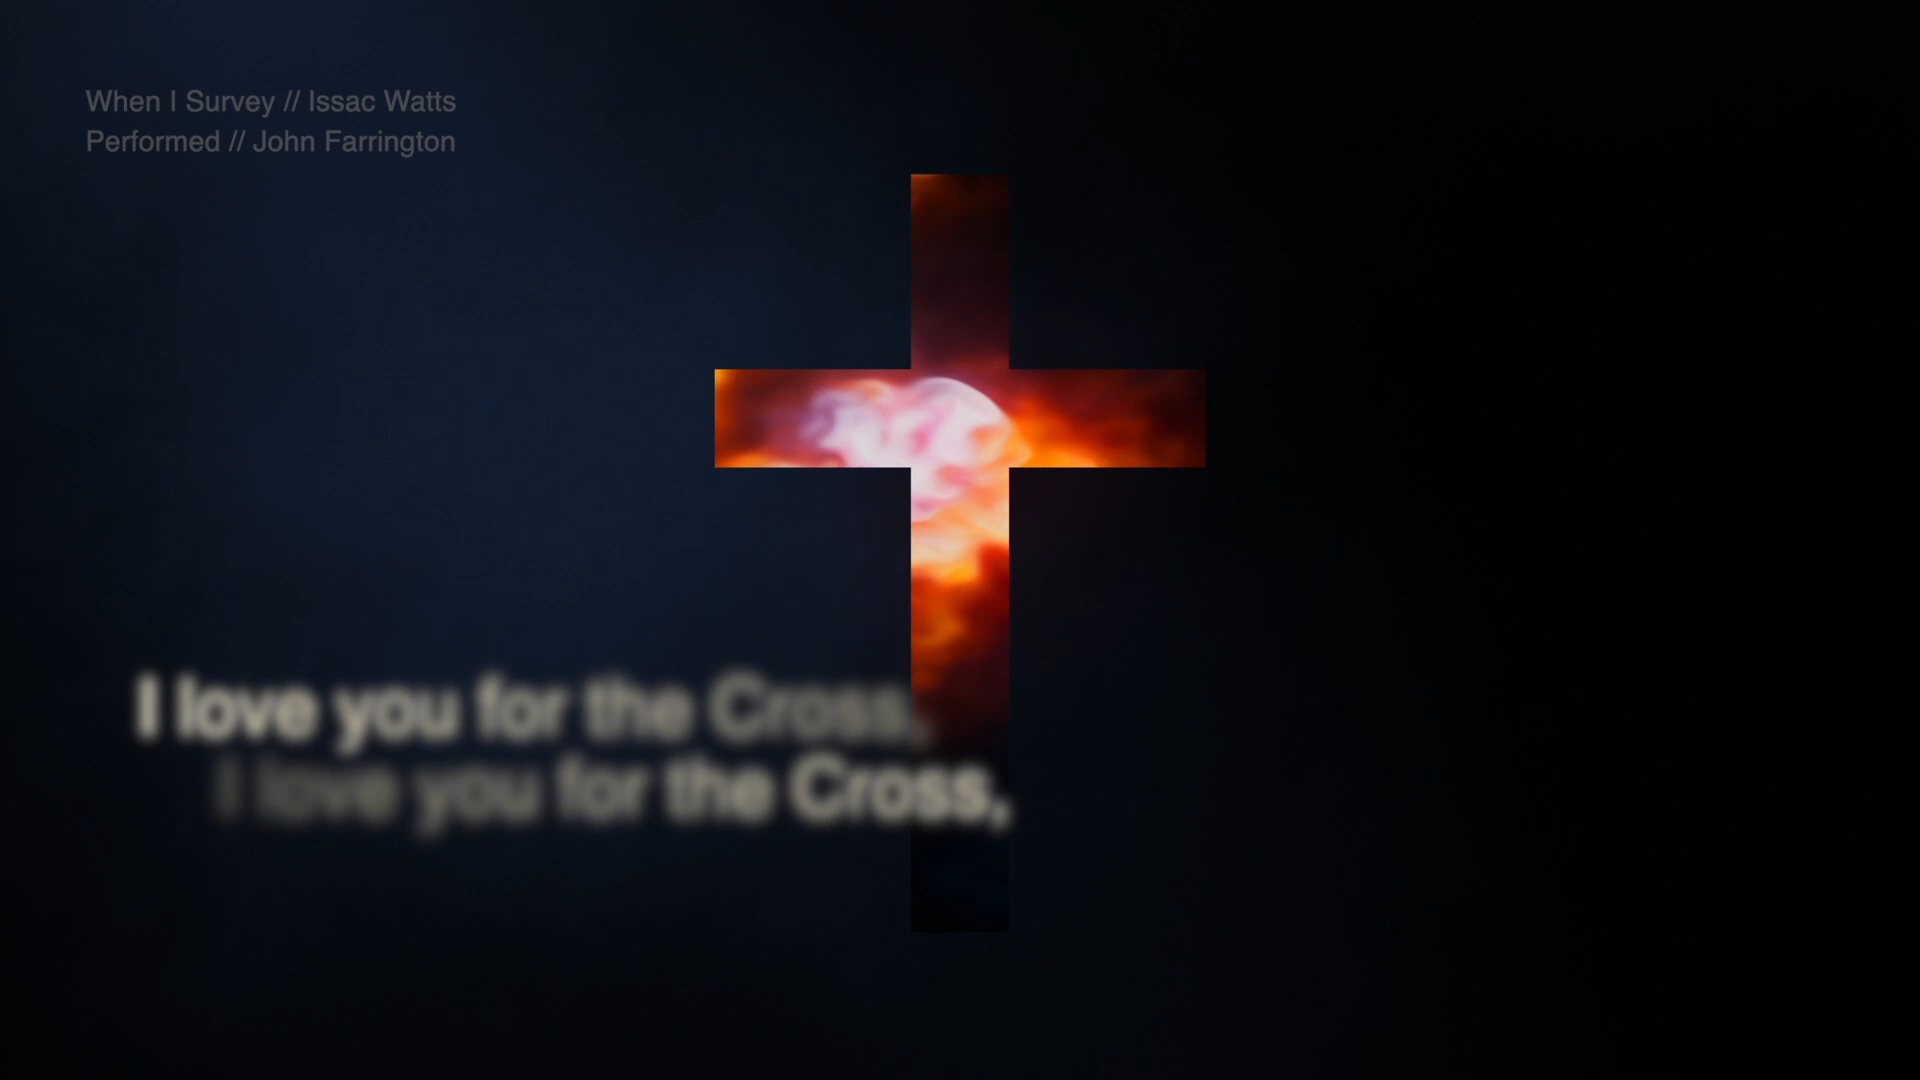 When I Survey // Issac Watts
Performed // John Farrington
I love you for the Cross,
I love you for the Cross,